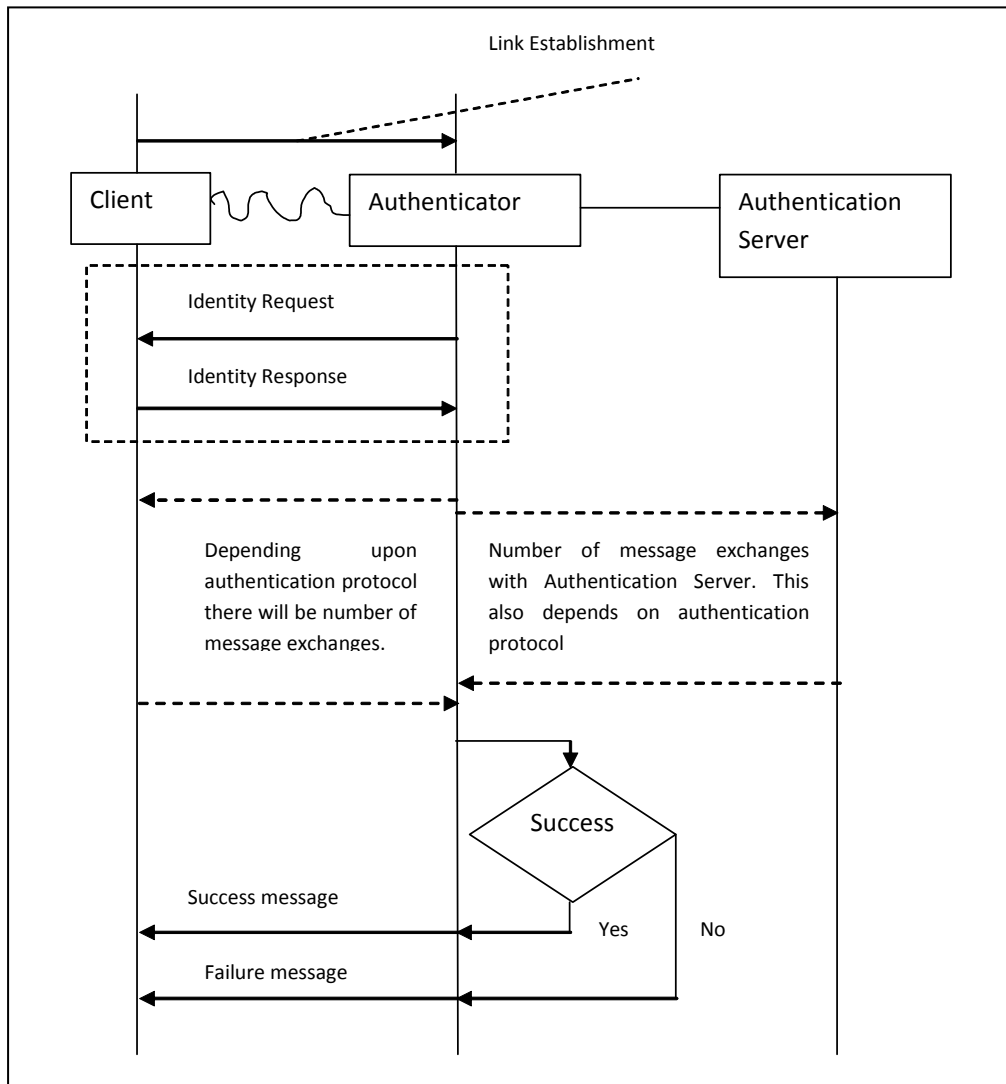 Link Establishment
Client
Authenticator
Authentication
Server
Identity Request
Identity Response
Depending upon
authentication protocol
there will be number of
message exchanges.
Number of message exchanges
with Authentication Server. This
also depends on authentication
protocol
Success
Success message
Yes
No
Failure message